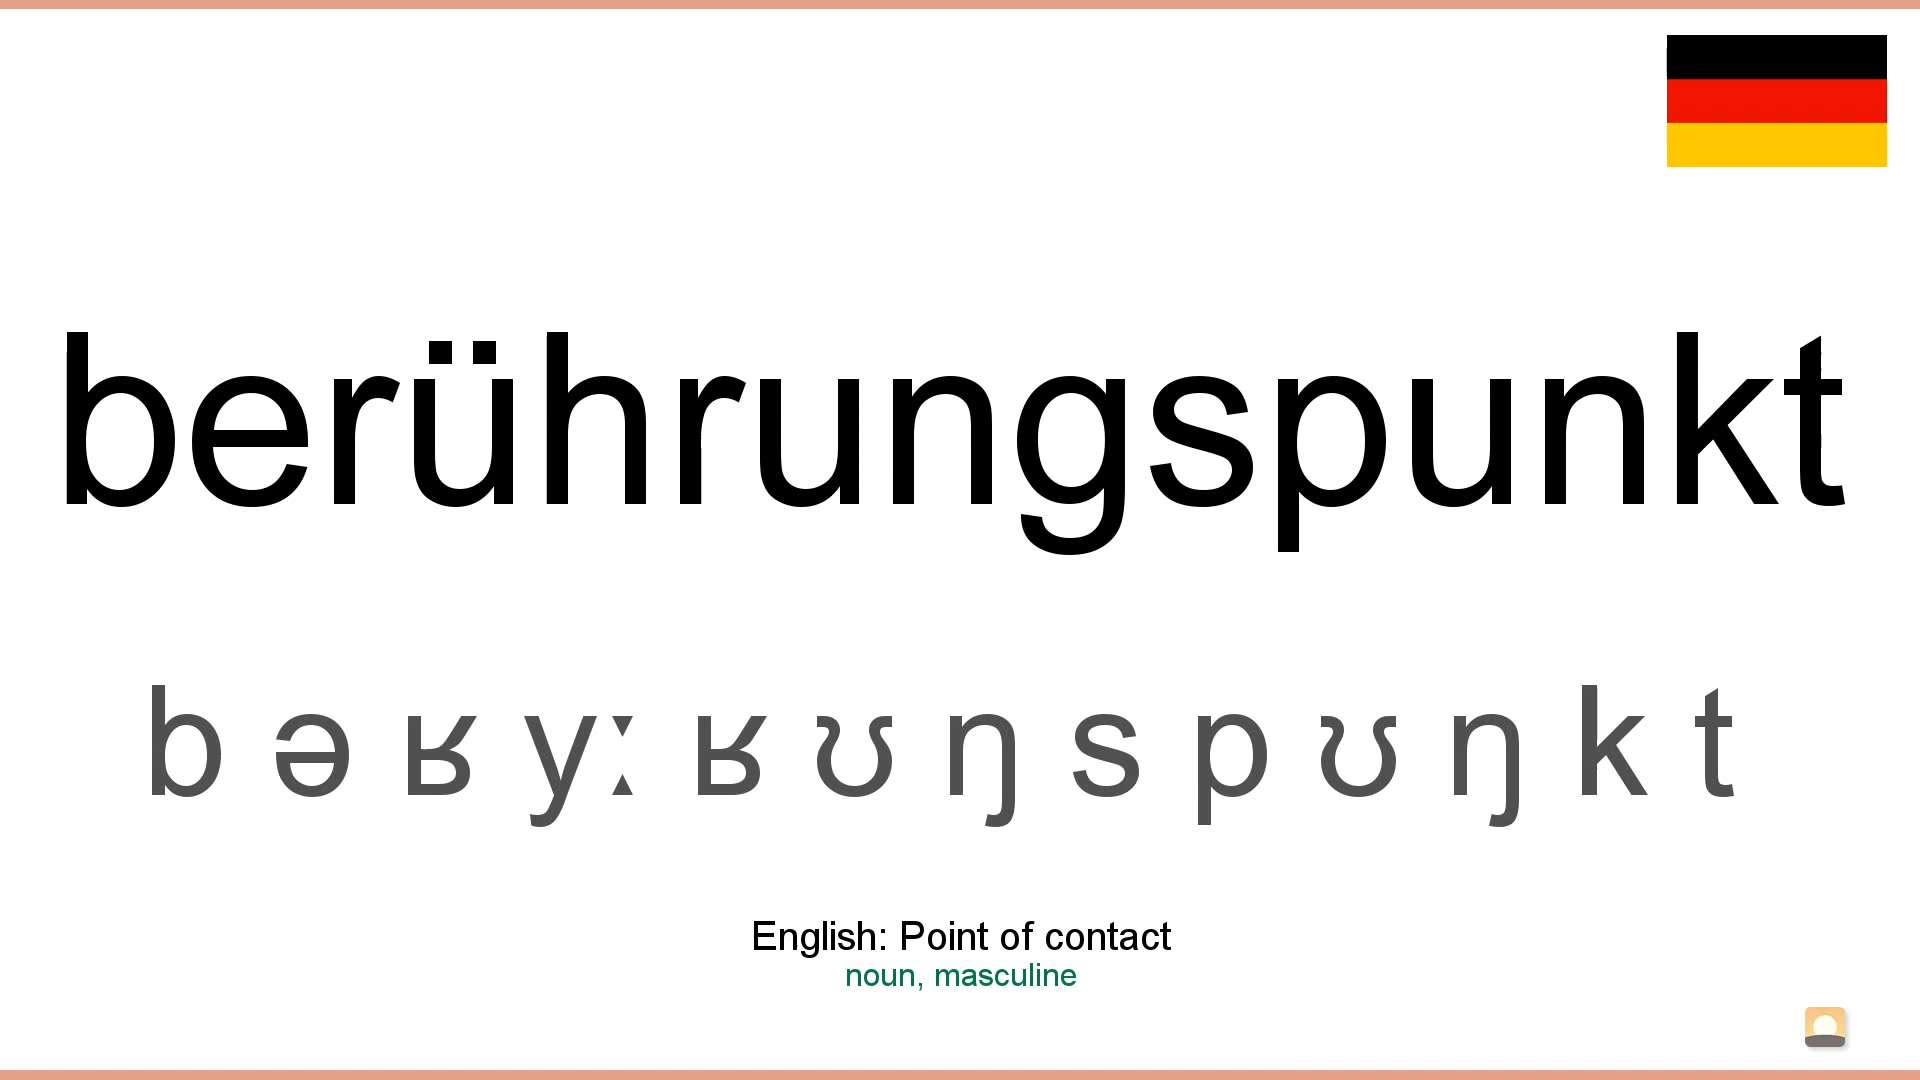 berührungspunkt
b ə ʁ yː ʁ ʊ ŋ s p ʊ ŋ k t
English: Point of contact
noun, masculine